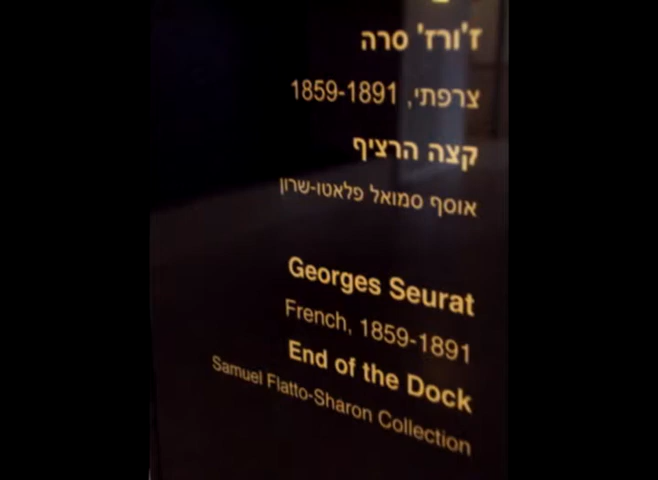 ז'ורז' סרה
צרפתי, 1859-1891
קצה הרציף
אוסף סמואל פלאטו-שרון
Georges Seurat
French, 1859-1891
End of the Dock
Samuel Flatto-Sharon Collection